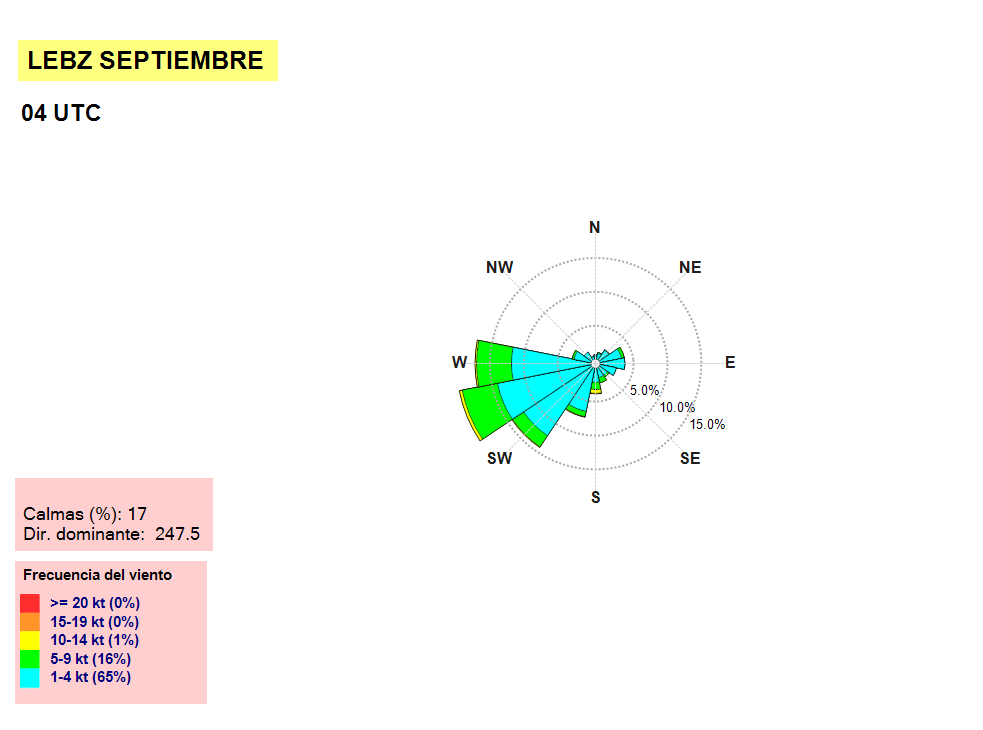 LEBZ SEPTIEMBRE
04 UTC
N
NW
NE
W
E
5.0%
10.0%
15.0%
SW
SE
S
Calmas (%): 17
Dir. dominante: 247.5
Frecuencia del viento
>= 20 kt (0%)
15-19 kt (0%)
10-14 kt (1%)
5-9 kt (16%)
1-4 kt (65%)